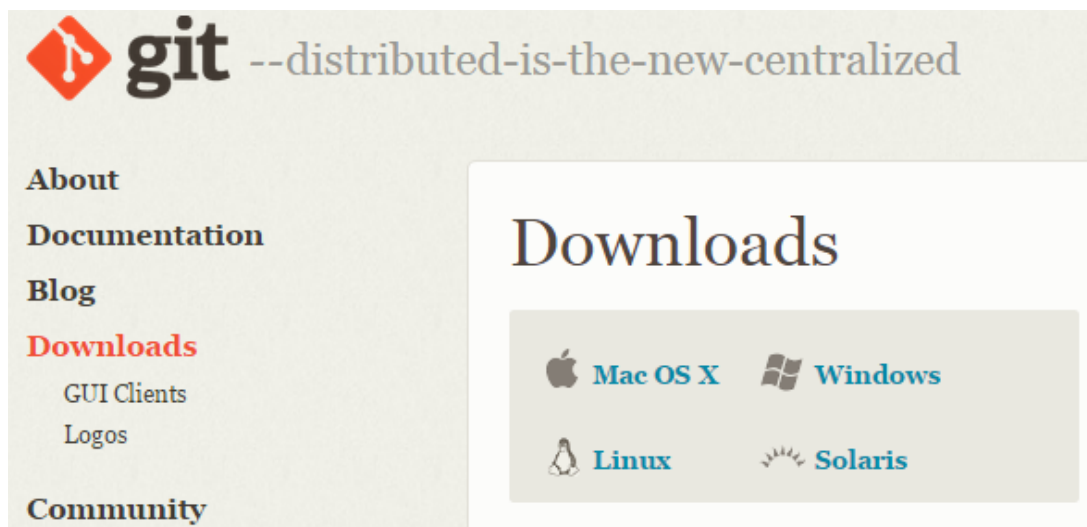 git --distributed-is-the-new-centralized
About
Documentation
Blog
Downloads
GUI Clients
Logos
Community
Downloads
Mac OS X
Windows
Linux
Solaris